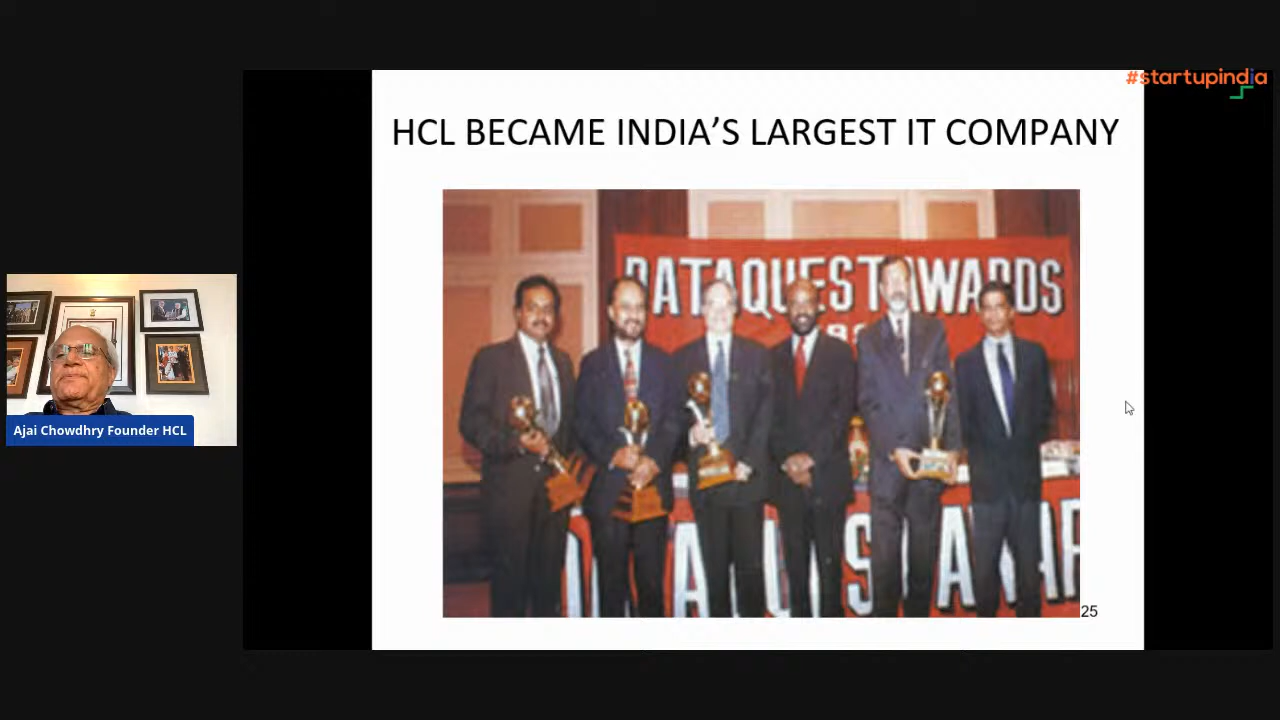 #startupindia
HCL BECAME INDIA’S LARGEST IT COMPANY
DATAQUEST AWARDS
Ajai Chowdhry Founder HCL
25